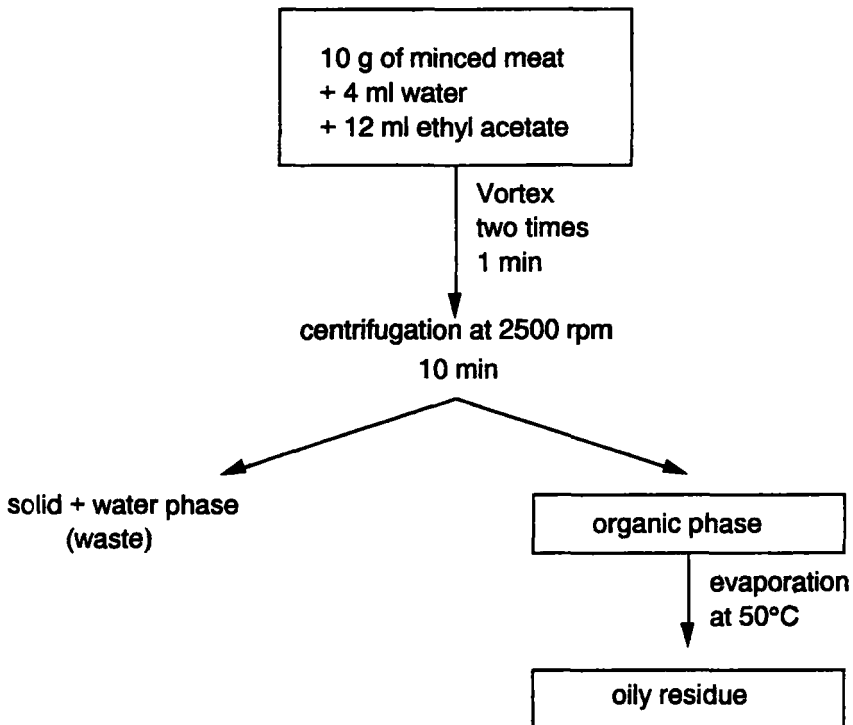 10 g of minced meat
+ 4 ml water
+ 12 ml ethyl acetate
Vortex
two times
1 min
centrifugation at 2500 rpm
10 min
solid + water phase
(waste)
organic phase
evaporation
at 50°C
oily residue